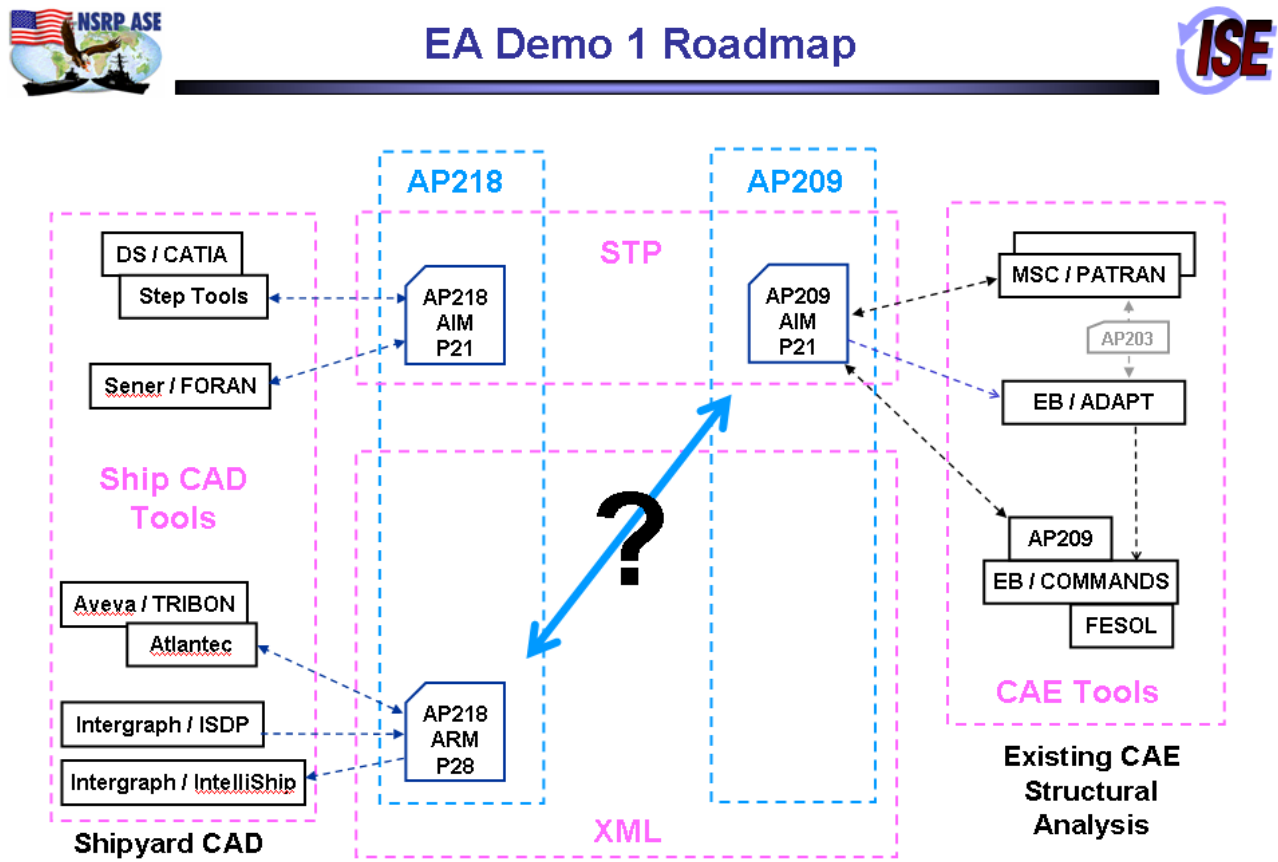 NSRP ASE
EA Demo 1 Roadmap
ISE
AP218
AP209
STP
DS / CATIA
Step Tools
Sener / FORAN
AP218
AIM
P21
AP209
AIM
P21
MSC / PATRAN
AP203
EB / ADAPT
Ship CAD
Tools
?
AP209
EB / COMMANDS
FESOL
Aveva / TRIBON
Atlantec
Intergraph / ISDP
Intergraph / IntelliShip
AP218
ARM
P28
CAE Tools
XML
Shipyard CAD
Existing CAE
Structural
Analysis